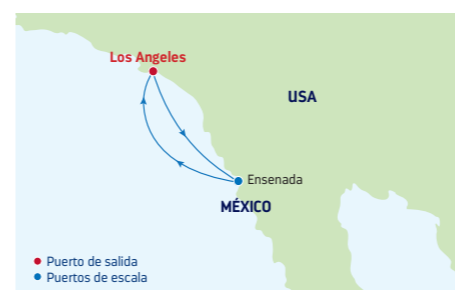 Los Angeles
USA
Ensenada
MÉXICO
Puerto de salida
Puertos de escala